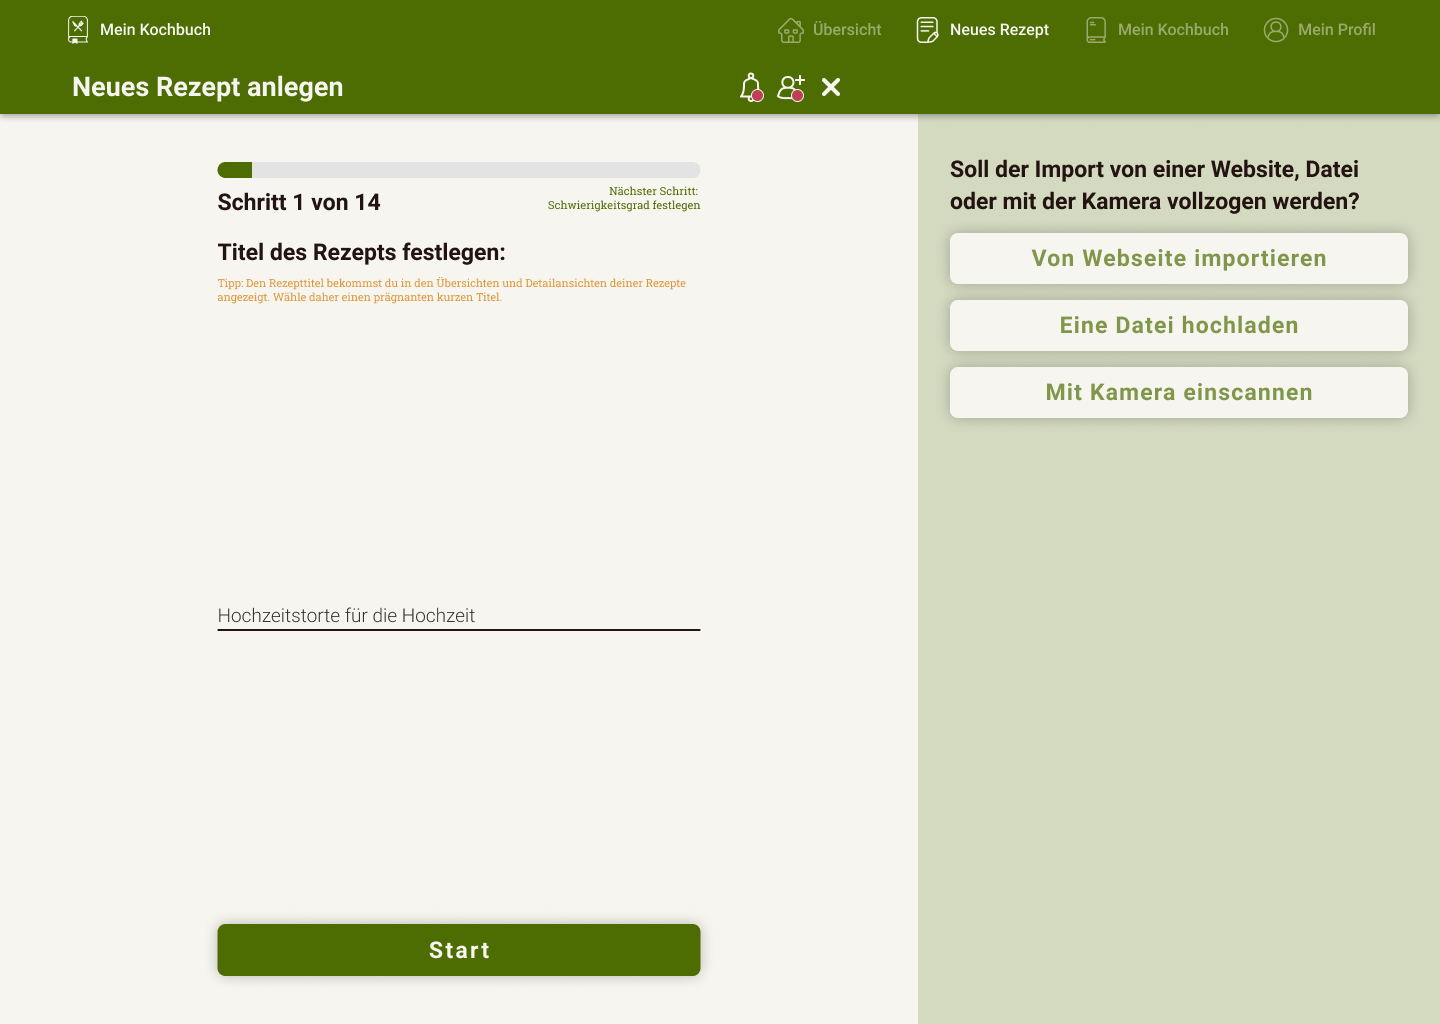 Mein Kochbuch
Übersicht
Neues Rezept
Mein Kochbuch
Mein Profil
Neues Rezept anlegen
Schritt 1 von 14
Nächster Schritt:
Schwierigkeitsgrad festlegen
Titel des Rezepts festlegen:
Tipp: Den Rezepttitel bekommst du in den Übersichten und Detailansichten deiner Rezepte
angezeigt. Wähle daher einen prägnanten kurzen Titel.
Hochzeitstorte für die Hochzeit
Start
Soll der Import von einer Website, Datei
oder mit der Kamera vollzogen werden?
Von Webseite importieren
Eine Datei hochladen
Mit Kamera einscannen